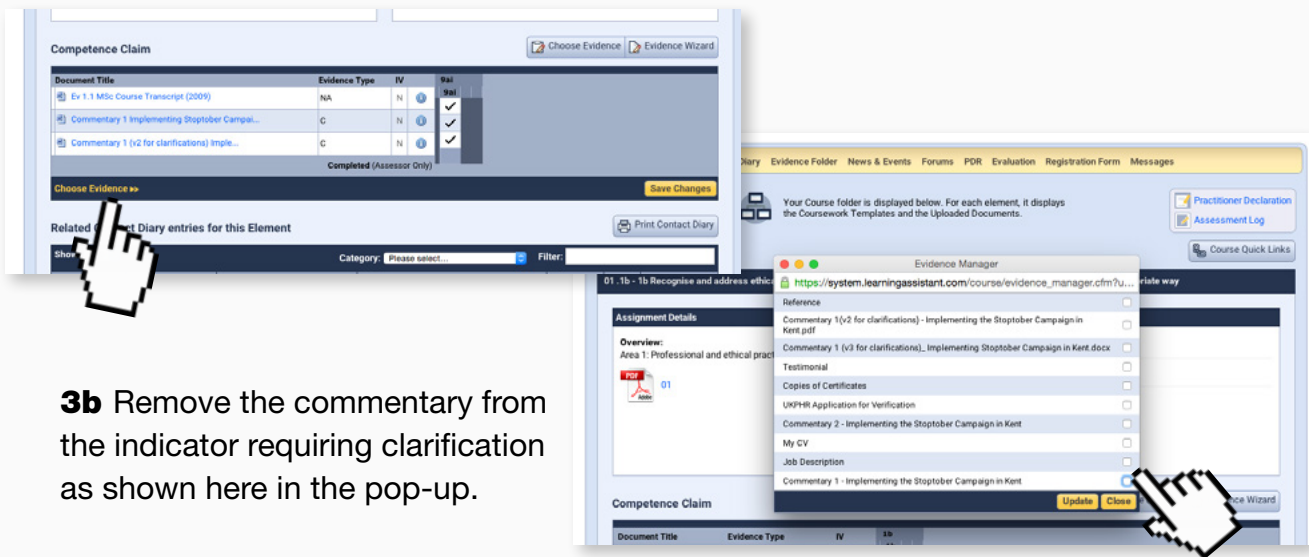 Competence Claim
Choose Evidence
Evidence Wizard
Document Title Evidence Type IV 9ai
9ai
Ev 1.1 MSc Course Transcript (2009) NA N
Commentary 1 Implementing Stoptober Campai... C N
Commentary 1 (v2 for clarifications) Imple... C N
Completed (Assessor Only)
Choose Evidence
Save Changes
Related Diary entries for this Element
Print Contact Diary
Category: Please select... Filter:
3b Remove the commentary from
the indicator requiring clarification
as shown here in the pop-up.
Diary Evidence Folder News & Events Forums PDR Evaluation Registration Form Messages
Your Course folder is displayed below. For each element, it displays
the Coursework Templates and the Uploaded Documents.
Practitioner Declaration
Assessment Log
Course Quick Links
01 .1b - 1b Recognise and address way
Assignment Details
Overview:
Area 1: Professional and ethical
PDF
Adobe
01
Evidence Manager
https://system.learningassistant.com/course/evidence_manager.cfm?u...
Reference
Commentary 1(v2 for clarifications) - Implementing the Stoptober Campaign in
Kent.pdf
Commentary 1 (v3 for clarifications)_ Implementing Stoptober Campaign in Kent.docx
Testimonial
Copies of Certificates
UKPHR Application for Verification
Commentary 2 - Implementing the Stoptober Campaign in Kent
My CV
Job Description
Commentary 1 - Implementing the Stoptober Campaign in Kent
Update Close
Competence Claim
Wizard
Document Title Evidence Type IV 1b